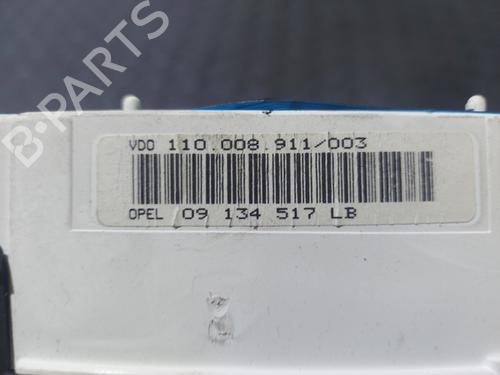 B-PARTS
VDO 110.008.911/003
OPEL 09 134 517 LB